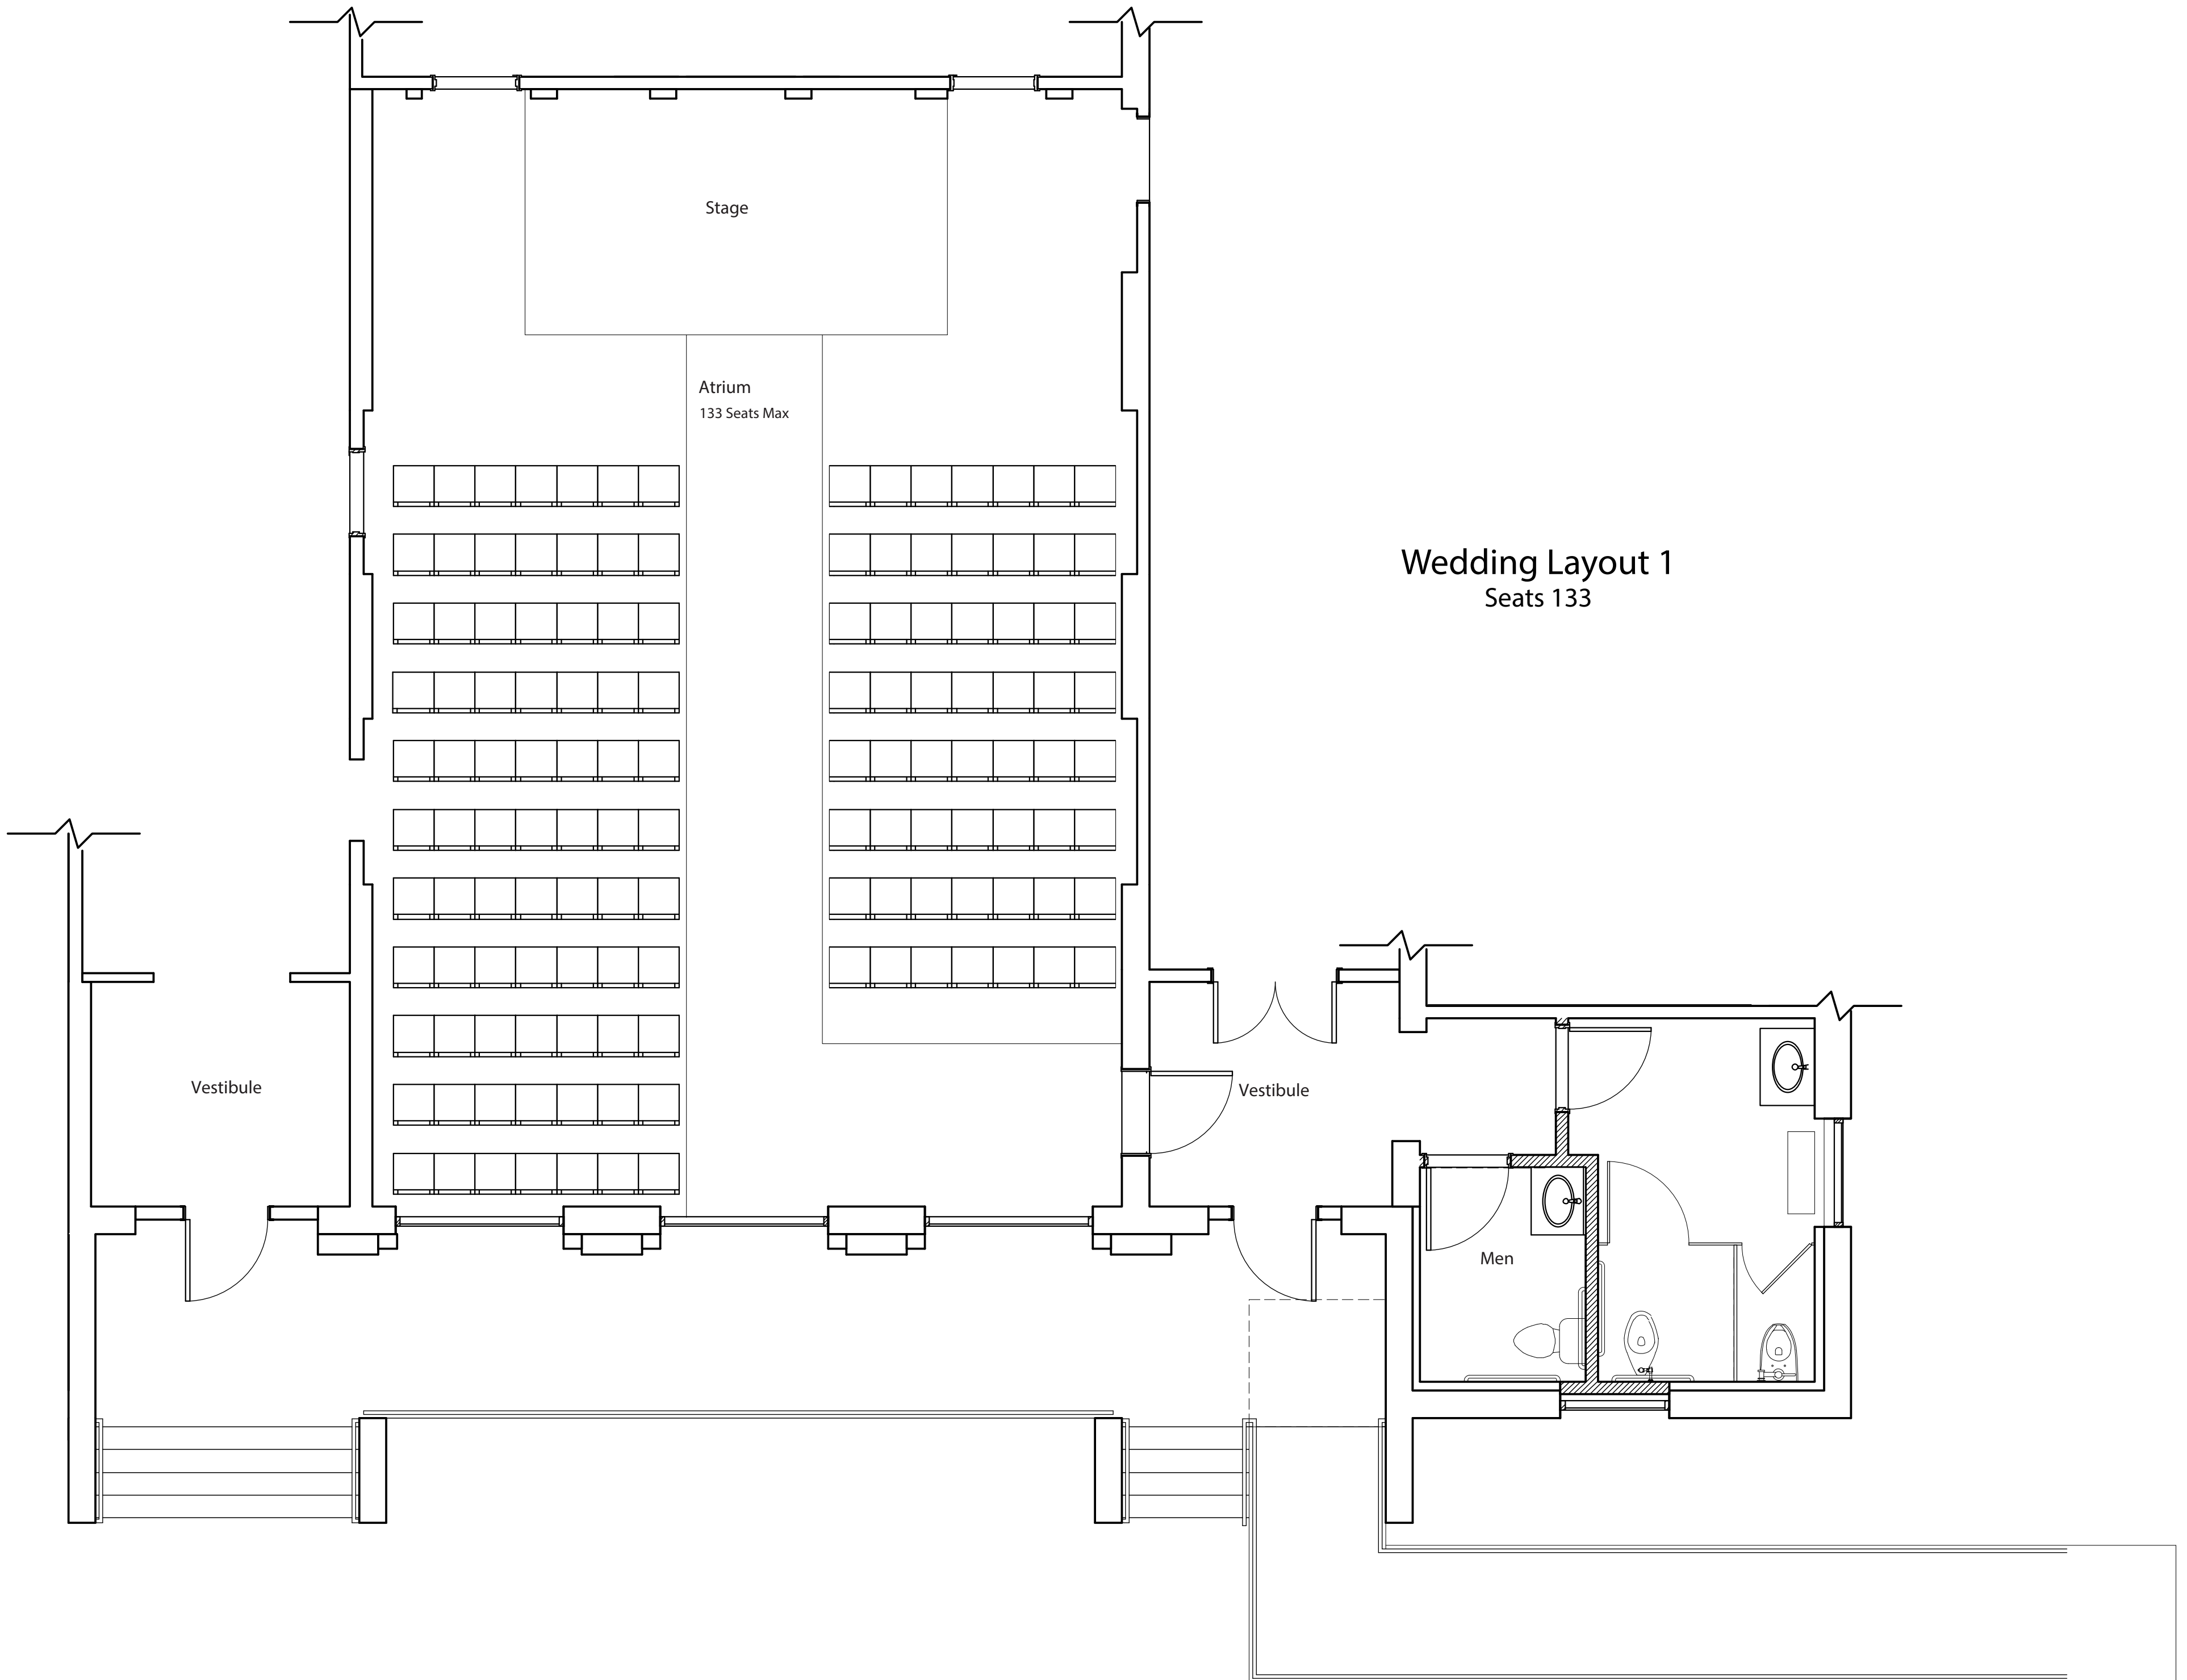 Stage
Atrium
133 Seats Max
Wedding Layout 1
Seats 133
Vestibule
Vestibule
Men